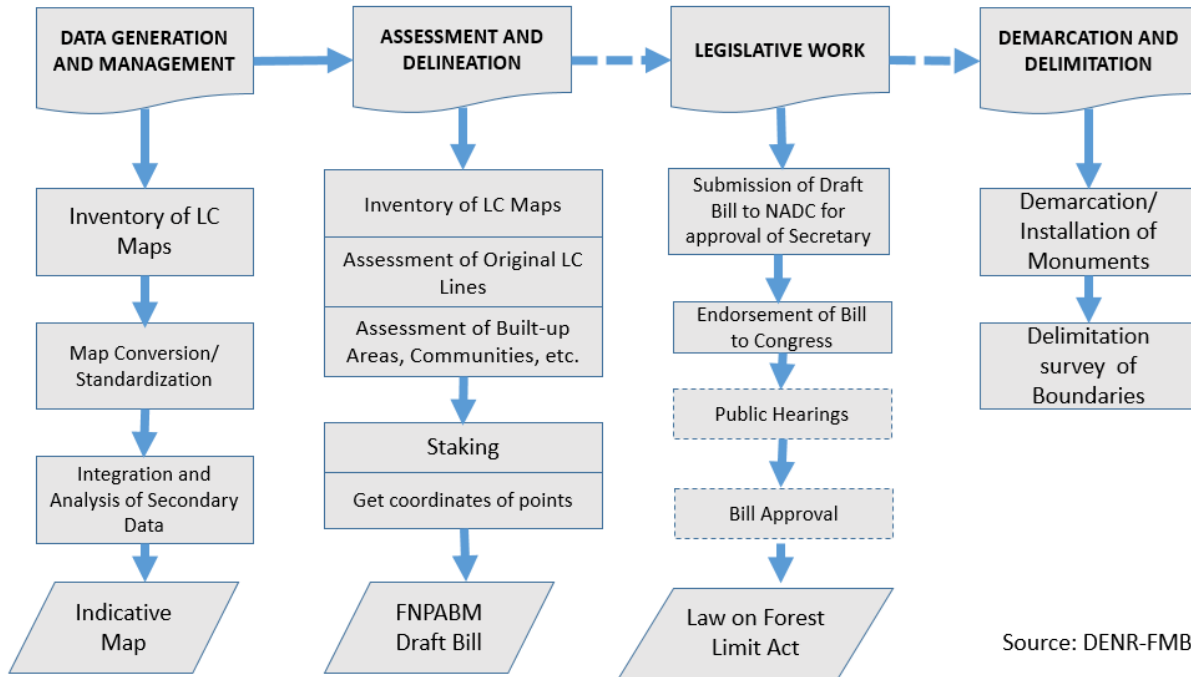 DATA GENERATION
AND MANAGEMENT
ASSESSMENT AND
DELINEATION
LEGISLATIVE WORK
DEMARCATION AND
DELIMITATION
Inventory of LC
Maps
Map Conversion/
Standardization
Integration and
Analysis of Secondary
Data
Indicative
Map
Inventory of LC Maps
Assessment of Original LC
Lines
Assessment of Built-up
Areas, Communities, etc.
Staking
Get coordinates of points
FNPABM
Draft Bill
Submission of Draft
Bill to NADC for
approval of Secretary
Endorsement of Bill
to Congress
Public Hearings
Bill Approval
Law on Forest
Limit Act
Demarcation/
Installation of
Monuments
Delimitation
survey of
Boundaries
Source: DENR-FMB